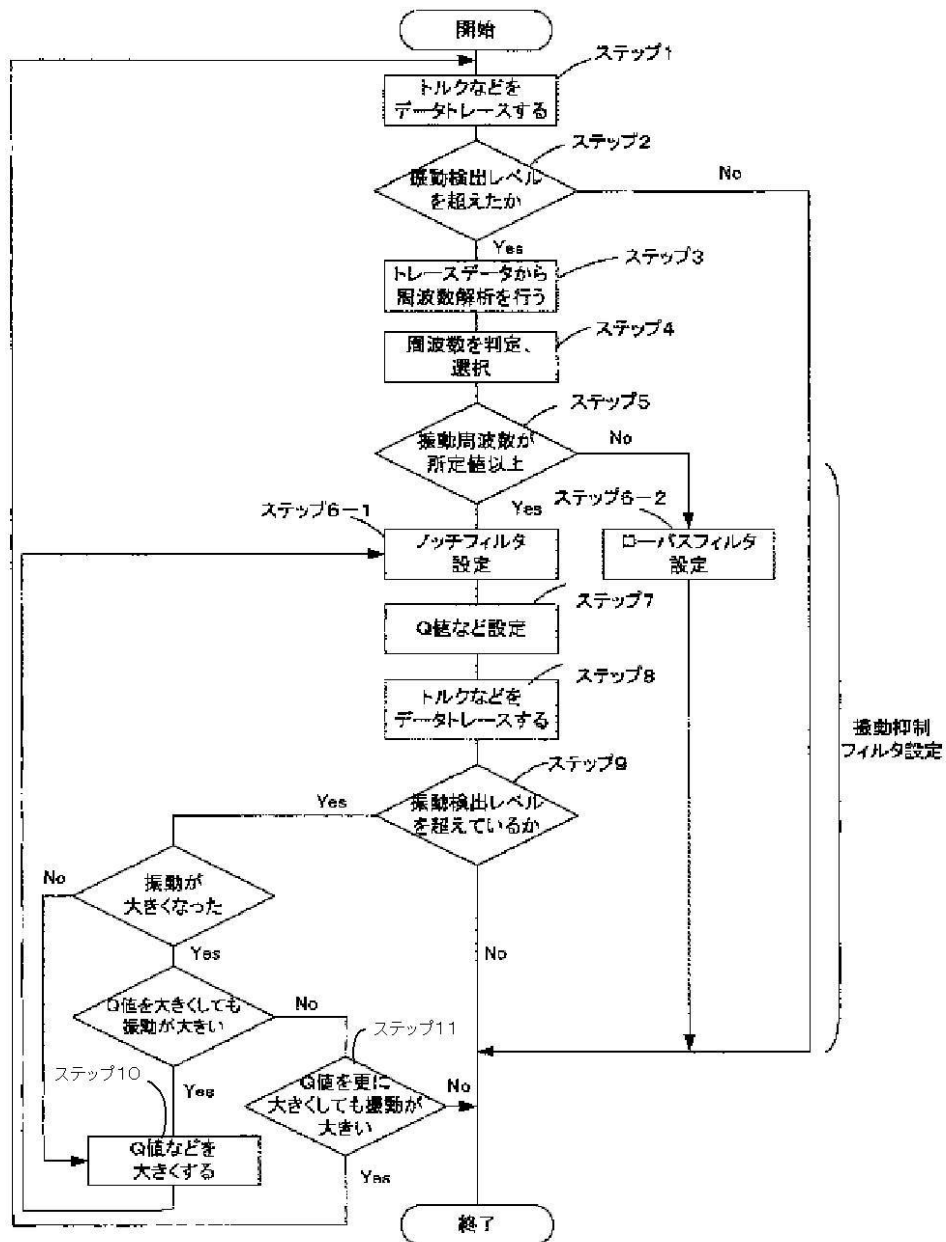 開始
ステップ1
トルクなどを
データトレースする
ステップ2
振動検出レベル
を超えたか
No
Yes
ステップ3
トレースデータから
周波数解析を行う
ステップ4
周波数を判定、
選択
ステップ5
振動周波数が
所定値以上
No
Yes
ステップ6-1
ノッチフィルタ
設定
ステップ6-2
ローパスフィルタ
設定
ステップ7
Q値など設定
ステップ8
トルクなどを
データトレースする
振動抑制
フィルタ設定
ステップ9
振動検出レベル
を超えているか
Yes
No
振動が
大きくなった
No
Yes
Q値を大きくしても
振動が大きい
No
Yes
ステップ11
Q値を更に
大きくしても振動が
大きい
No
Yes
ステップ10
Q値などを
大きくする
終了